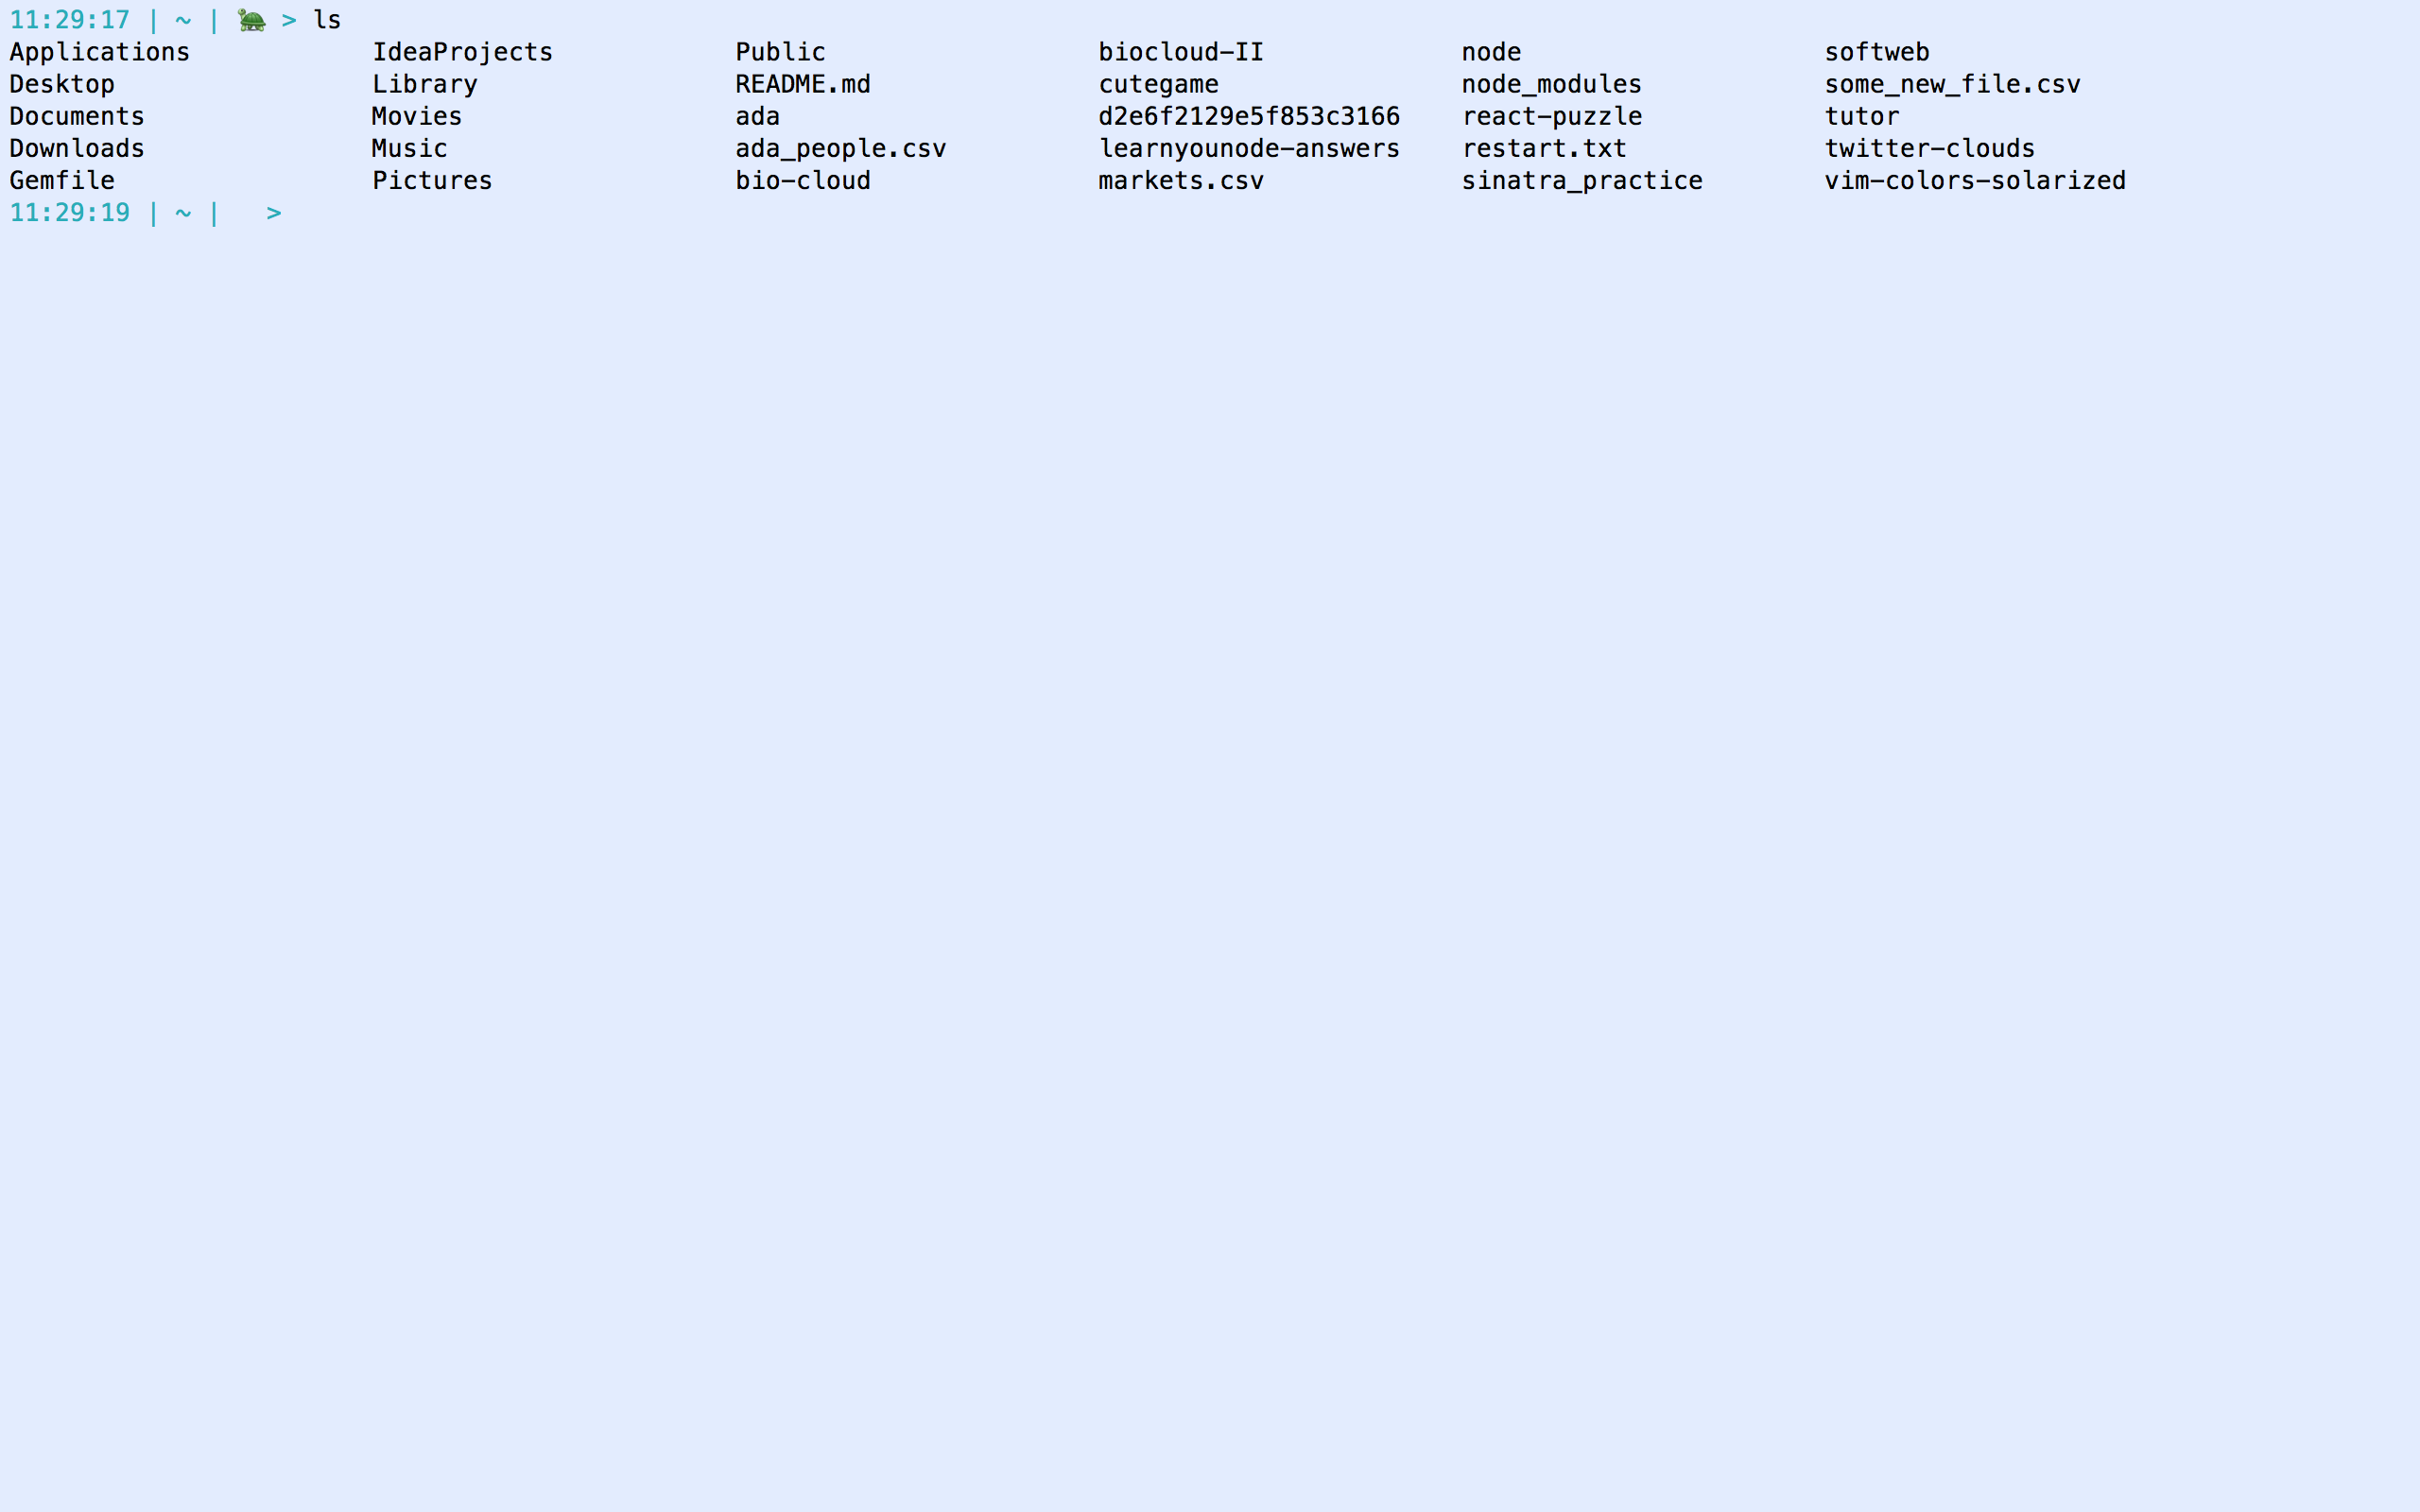 11:29:17 | ~ | 🐢 > ls
Applications IdeaProjects Public biocloud-II node softweb
Desktop Library README.md cutegame node_modules some_new_file.csv
Documents Movies ada d2e6f2129e5f853c3166 react-puzzle tutor
Downloads Music ada_people.csv learnyounode-answers restart.txt twitter-clouds
Gemfile Pictures bio-cloud markets.csv sinatra_practice vim-colors-solarized
11:29:19 | ~ | >